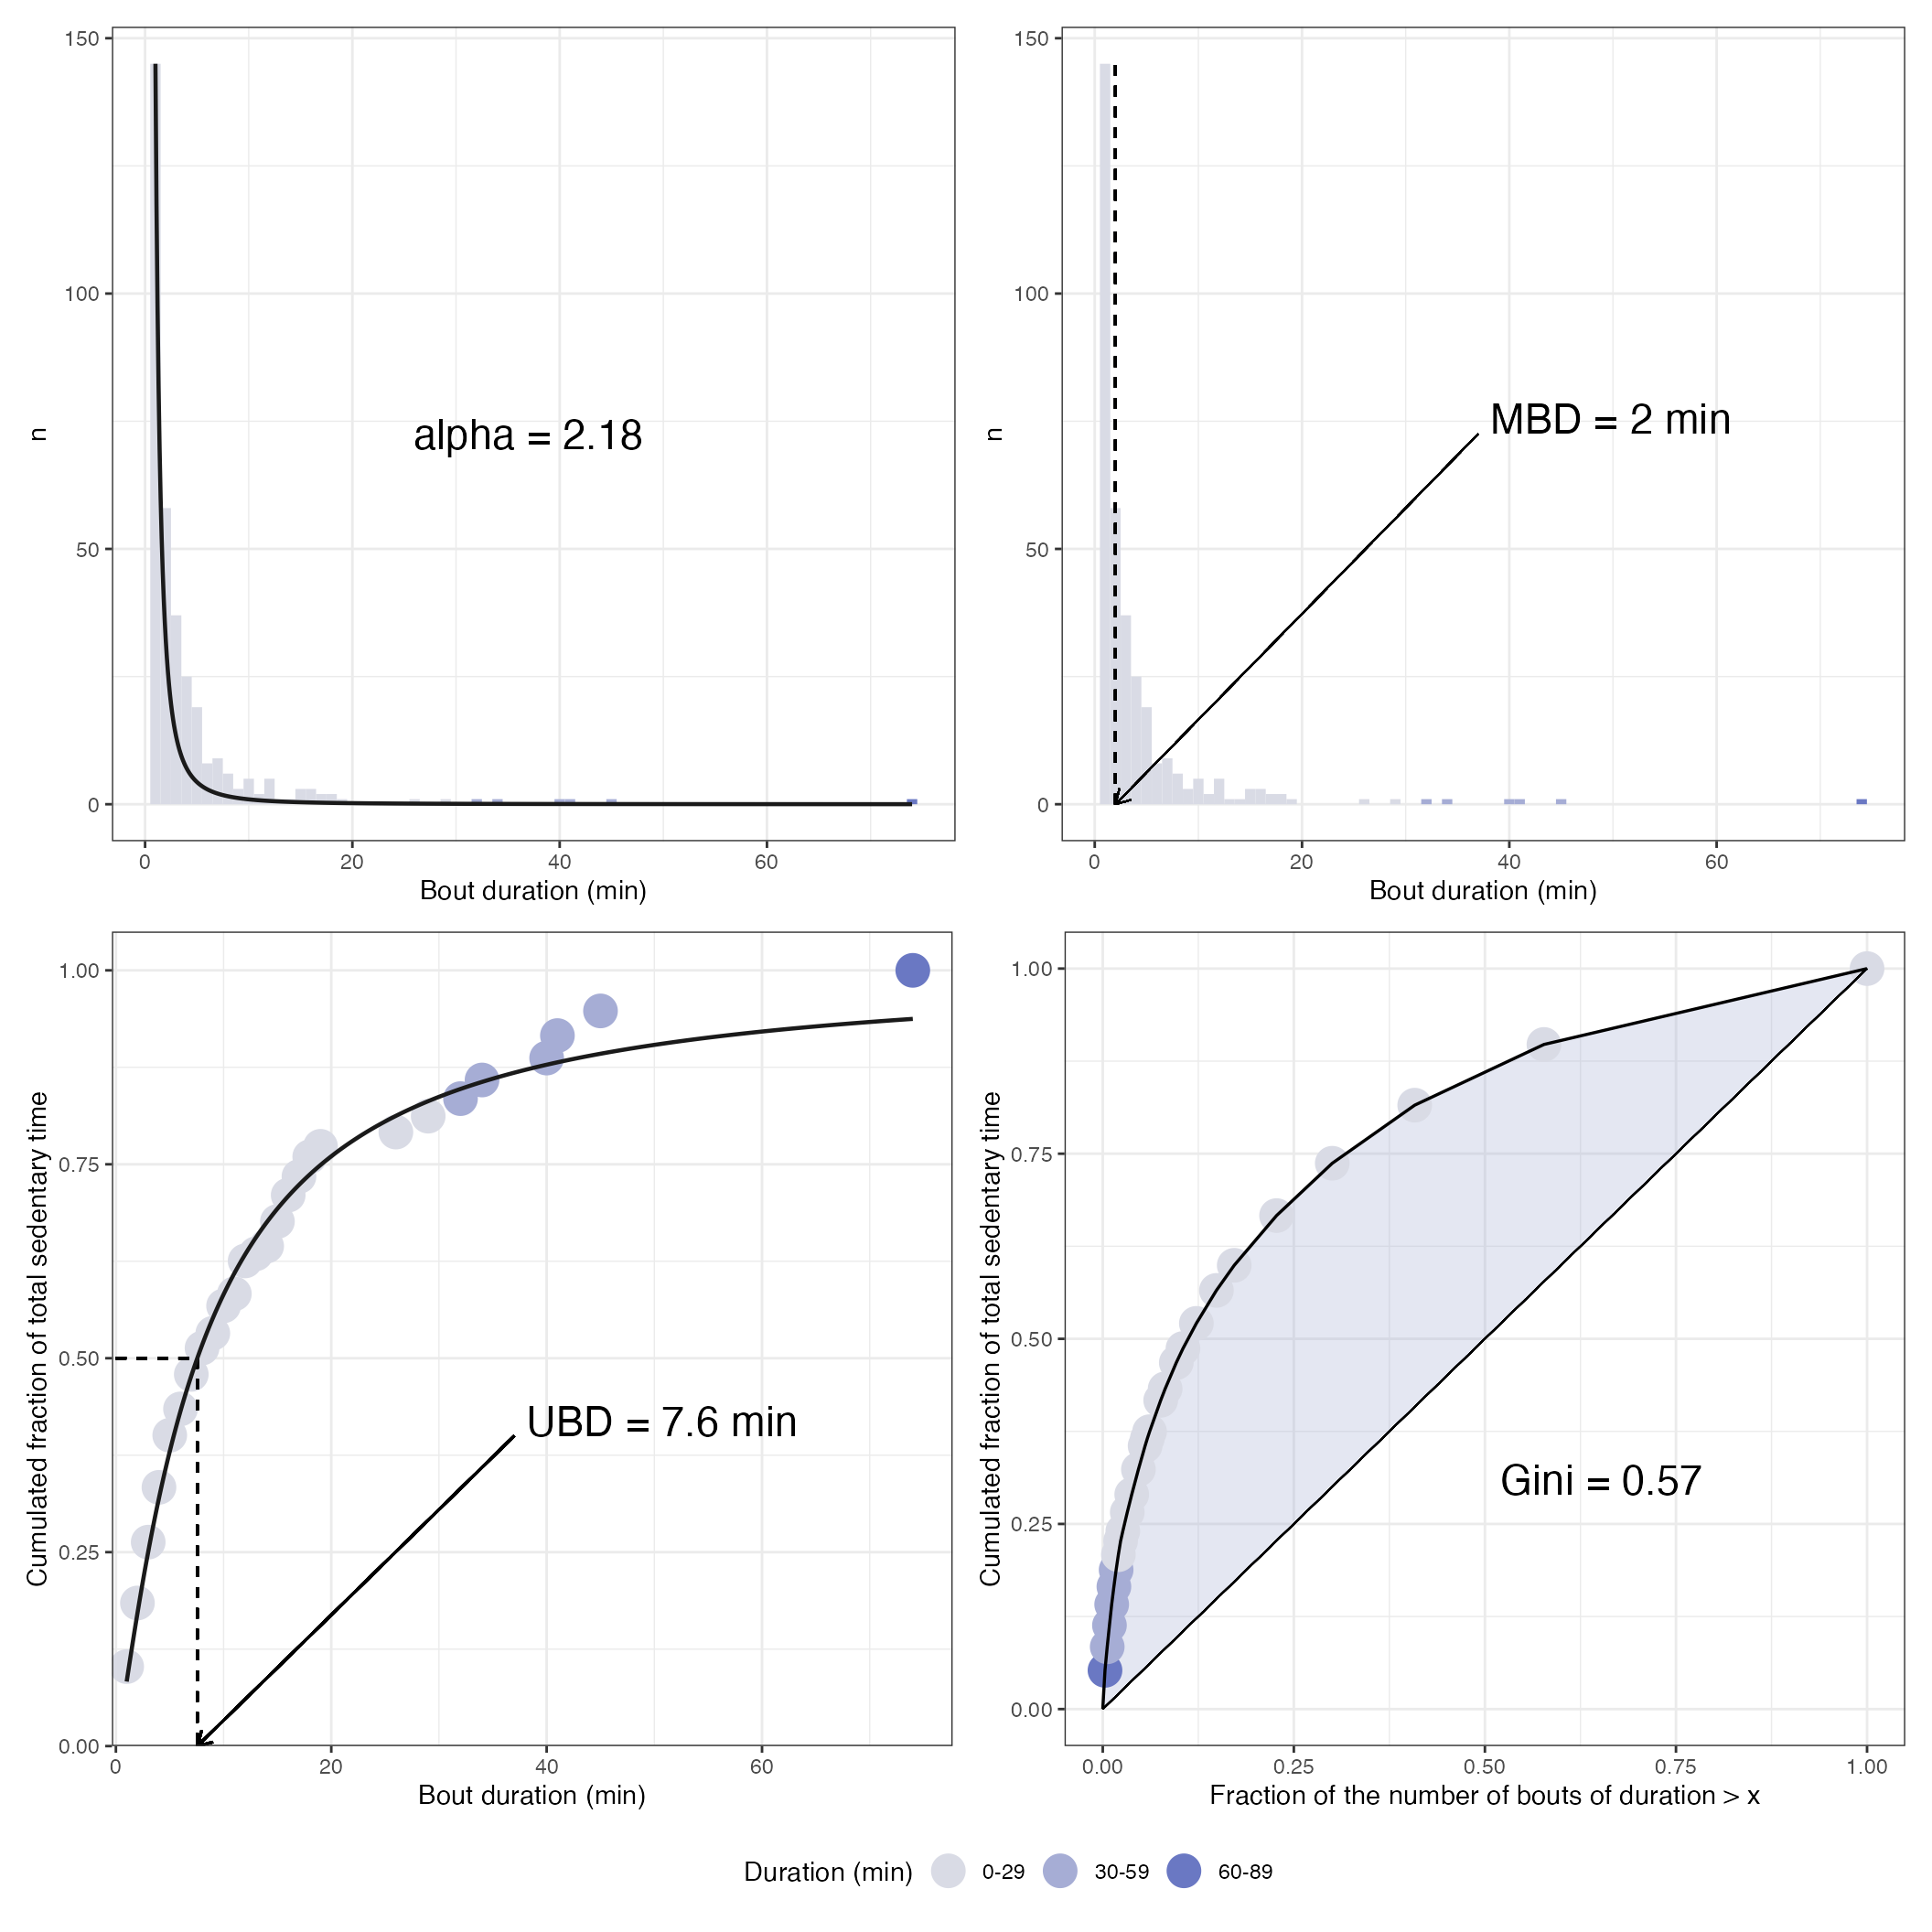 150
100
50
0
n
alpha = 2.18
0 20 40 60
Bout duration (min)
150
100
50
0
n
MBD = 2 min
0 20 40 60
Bout duration (min)
1.00
0.75
0.50
0.25
0.00
Cumulated fraction of total sedentary time
UBD = 7.6 min
0 20 40 60
Bout duration (min)
1.00
0.75
0.50
0.25
0.00
Cumulated fraction of total sedentary time
Gini = 0.57
0.00 0.25 0.50 0.75 1.00
Fraction of the number of bouts of duration > x
Duration (min) 0-29 30-59 60-89